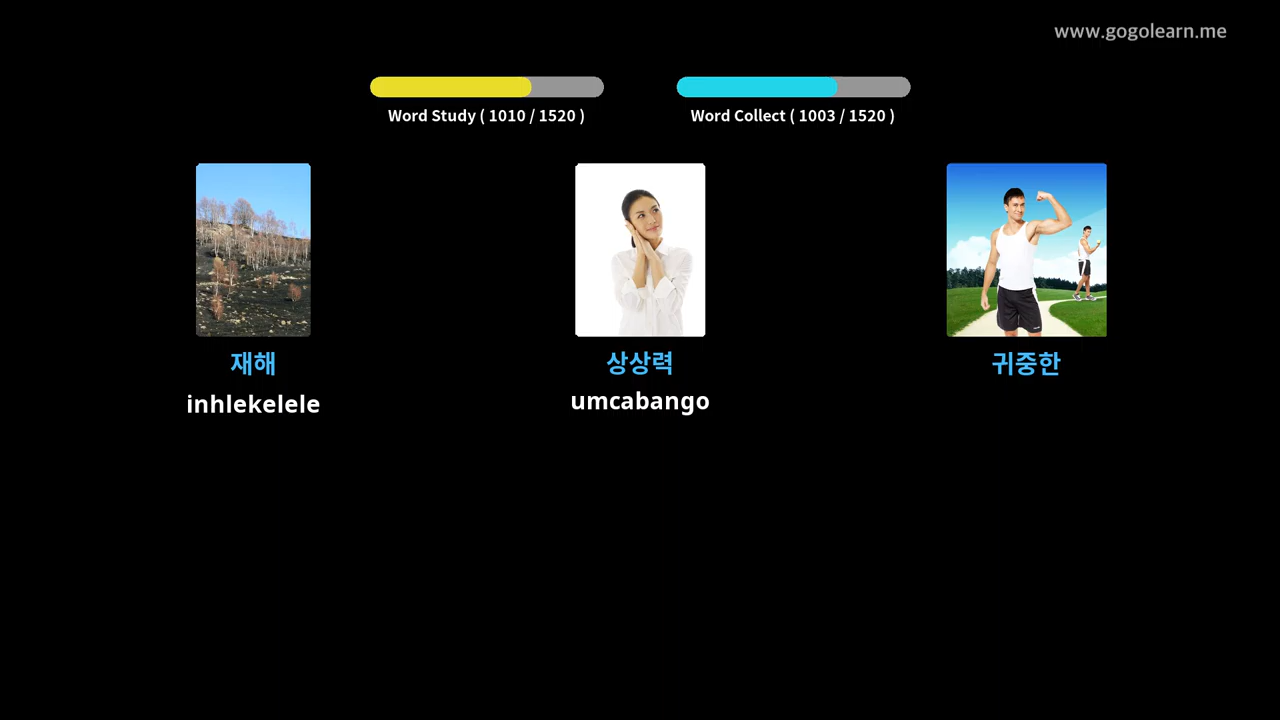 www.gogolearn.me
Word Study ( 1010 / 1520 )
Word Collect ( 1003 / 1520 )
재해
상상력
귀중한
inhlekelele
umcabango